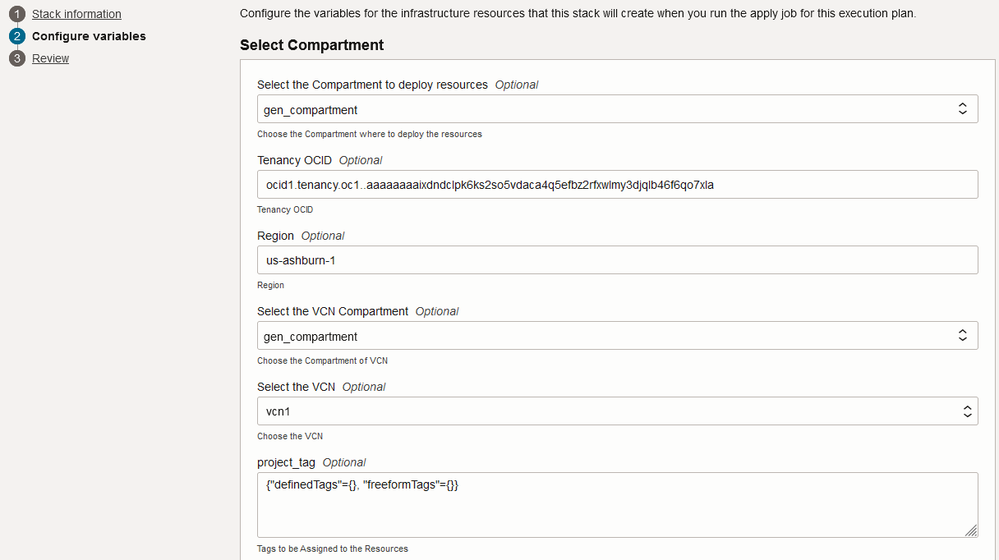 1 Stack information
2 Configure variables
3 Review
Configure the variables for the infrastructure resources that this stack will create when you run the apply job for this execution plan.
Select Compartment
Select the Compartment to deploy resources Optional
gen_compartment
Choose the Compartment where to deploy the resources
Tenancy OCID Optional
ocid1.tenancy.oc1..aaaaaaaaixdndclpk6ks2so5vdaca4q5efbz2rfxwlmy3djqlb46f6qo7xla
Tenancy OCID
Region Optional
us-ashburn-1
Region
Select the VCN Compartment Optional
gen_compartment
Choose the Compartment of VCN
Select the VCN Optional
vcn1
Choose the VCN
project_tag Optional
{"definedTags"={}, "freeformTags"={}}
Tags to be Assigned to the Resources